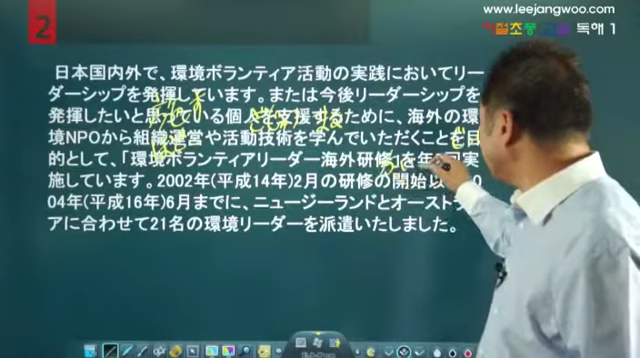 www.leejangwoo.com
계절초풍 고급 독해 1
2
日本国内外で、環境ボランティア活動の実践においてリー
ダーシップを発揮しています。または今後リーダーシップを
発揮したいと思っている個人を支援するために、海外の環
境NPOから組織運営や活動技術を学んでいただくことを目
的として、「環境ボランティアリーダー海外研修」を年 回実
施しています。2002年(平成14年)2月の研修の開始以
04年(平成16年)6月までに、ニュージーランドとオースト
アに合わせて21名の環境リーダーを派遣いたしました。